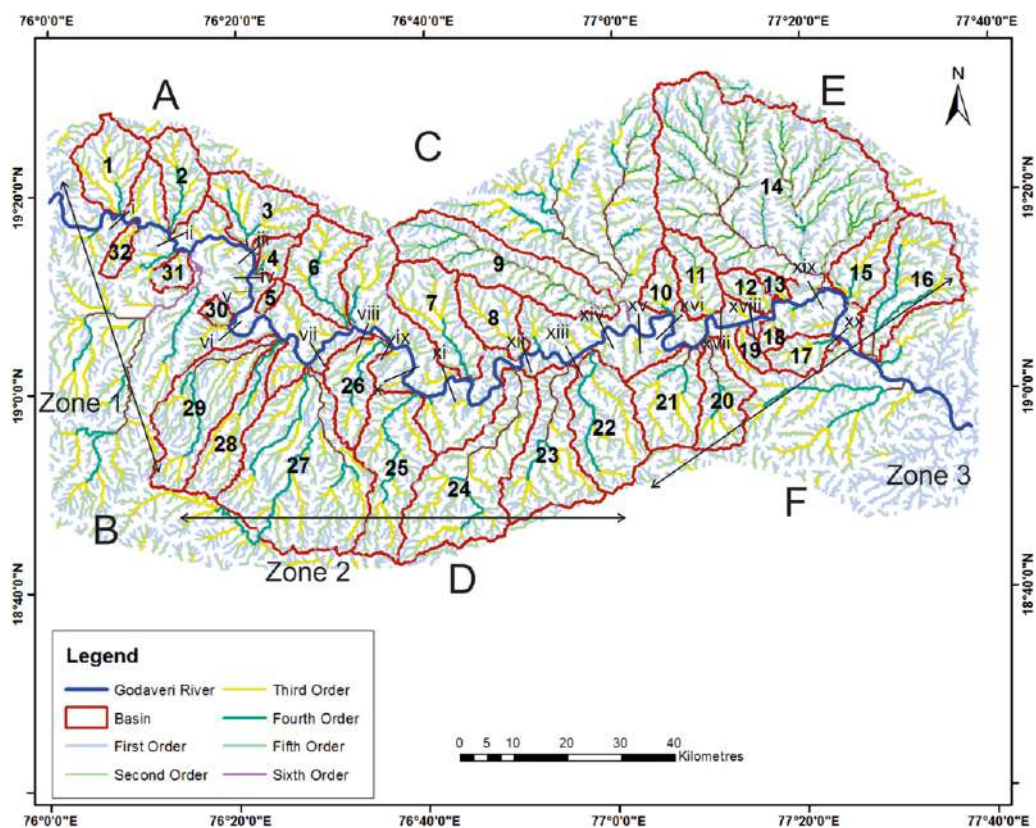 76°0'0"E 76°20'0"E 76°40'0"E 77°0'0"E 77°20'0"E 77°40'0"E
A
E
N
C
1
2
14
19°20'0"N
19°20'0"N
3
32
ii
iii
4
6
9
31
iv
11
xix
15
16
10
12
13
7
5
30
v
viii
8
xiv
xv
xvi
xviii
xx
vi
vii
ix
xi
xii
xiii
xvii
18
19
17
26
19°0'0"N
19°0'0"N
Zone 1
29
28
22
21
20
27
25
23
24
Zone 3
B
F
Zone 2
D
18°40'0"N
18°40'0"N
Legend
Godaveri River
Third Order
Basin
Fourth Order
First Order
Fifth Order
Second Order
Sixth Order
0 5 10 20 30 40
Kilometres
76°0'0"E 76°20'0"E 76°40'0"E 77°0'0"E 77°20'0"E 77°40'0"E